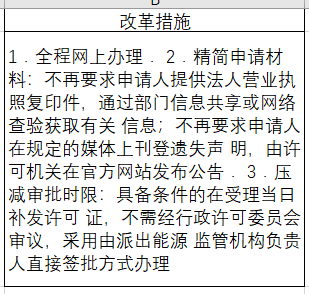 B
改革措施
1．全程网上办理．2．精简申请材
料：不再要求申请人提供法人营业执
照复印件，通过部门信息共享或网络
查验获取有关 信息；不再要求申请人
在规定的媒体上刊登遗失声 明，由许
可机关在官方网站发布公告．3．压
减审批时限：具备条件的在受理当日
补发许可 证，不需经行政许可委员会
审议，采用由派出能源 监管机构负责
人直接签批方式办理